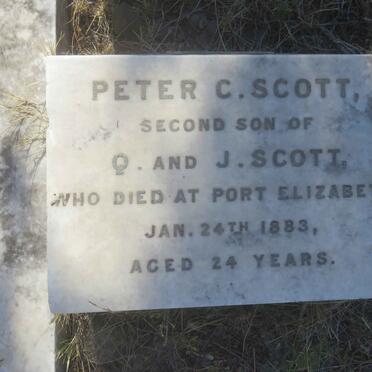 PETER C. SCOTT,
SECOND SON OF
Q. AND J. SCOTT,
WHO DIED AT PORT ELIZABE
JAN. 24TH 1883,
AGED 24 YEARS.